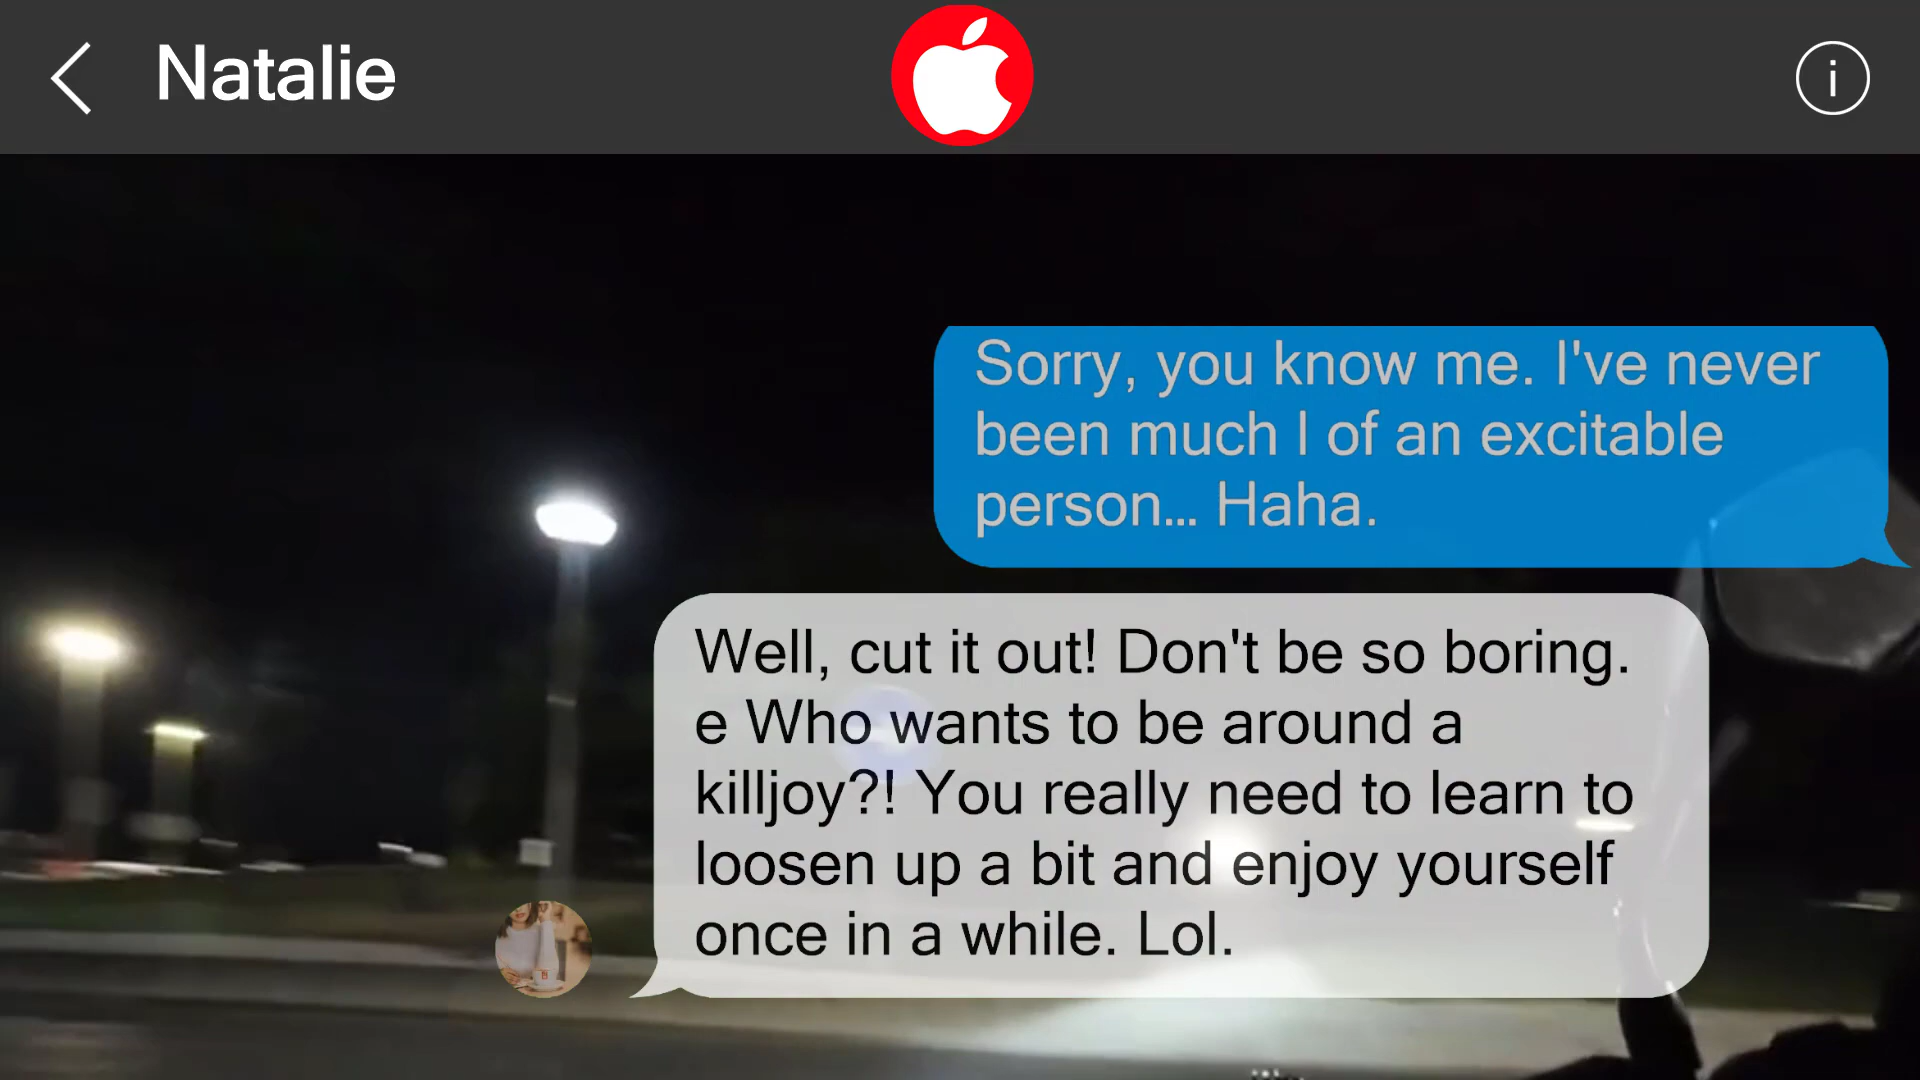 Natalie
i
Sorry, you know me. I've never
been much I of an excitable
person... Haha.
Well, cut it out! Don't be so boring.
e Who wants to be around a
killjoy?! You really need to learn to
loosen up a bit and enjoy yourself
once in a while. Lol.